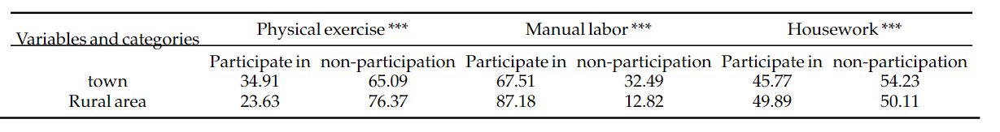 Variables and categories Physical exercise *** Manual labor *** Housework ***
Participate in non-participation Participate in non-participation Participate in non-participation
town 34.91 65.09 67.51 32.49 45.77 54.23
Rural area 23.63 76.37 87.18 12.82 49.89 50.11